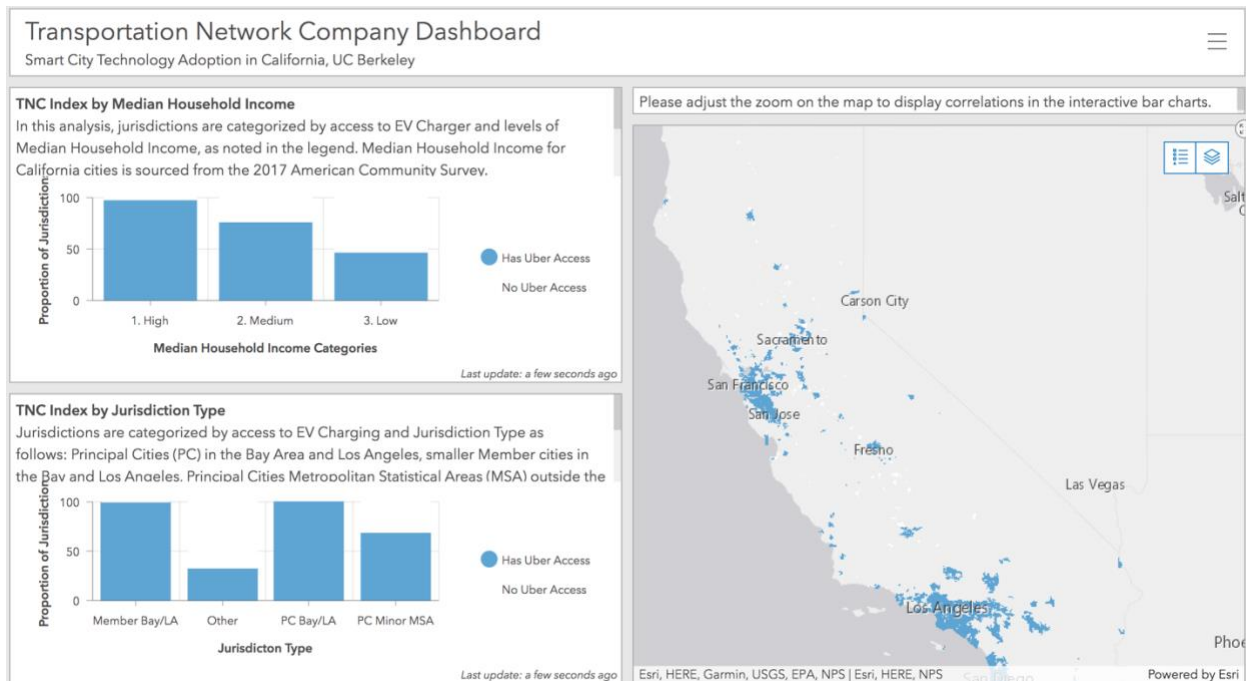 Transportation Network Company Dashboard
Smart City Technology Adoption in California, UC Berkeley
TNC Index by Median Household Income
In this analysis, jurisdictions are categorized by access to EV Charger and levels of
Median Household Income, as noted in the legend. Median Household Income for
California cities is sourced from the 2017 American Community Survey.
Proportion of Jurisdiction
100
50
0
1. High
2. Medium
3. Low
Median Household Income Categories
Has Uber Access
No Uber Access
Last update: a few seconds ago
TNC Index by Jurisdiction Type
Jurisdictions are categorized by access to EV Charging and Jurisdiction Type as
follows: Principal Cities (PC) in the Bay Area and Los Angeles, smaller Member cities in
the Bay and Los Angeles. Principal Cities Metropolitan Statistical Areas (MSA) outside the
Proportion of Jurisdiction
100
50
0
Member Bay/LA
Other
PC Bay/LA
PC Minor MSA
Jurisdicton Type
Has Uber Access
No Uber Access
Last update: a few seconds ago
Please adjust the zoom on the map to display correlations in the interactive bar charts.
Salt
Carson City
Sacramento
San Francisco
San Jose
Fresno
Las Vegas
Los Angeles
Phoe
San Diego
Esri, HERE, Garmin, USGS, EPA, NPS | Esri, HERE, NPS
Powered by Esri